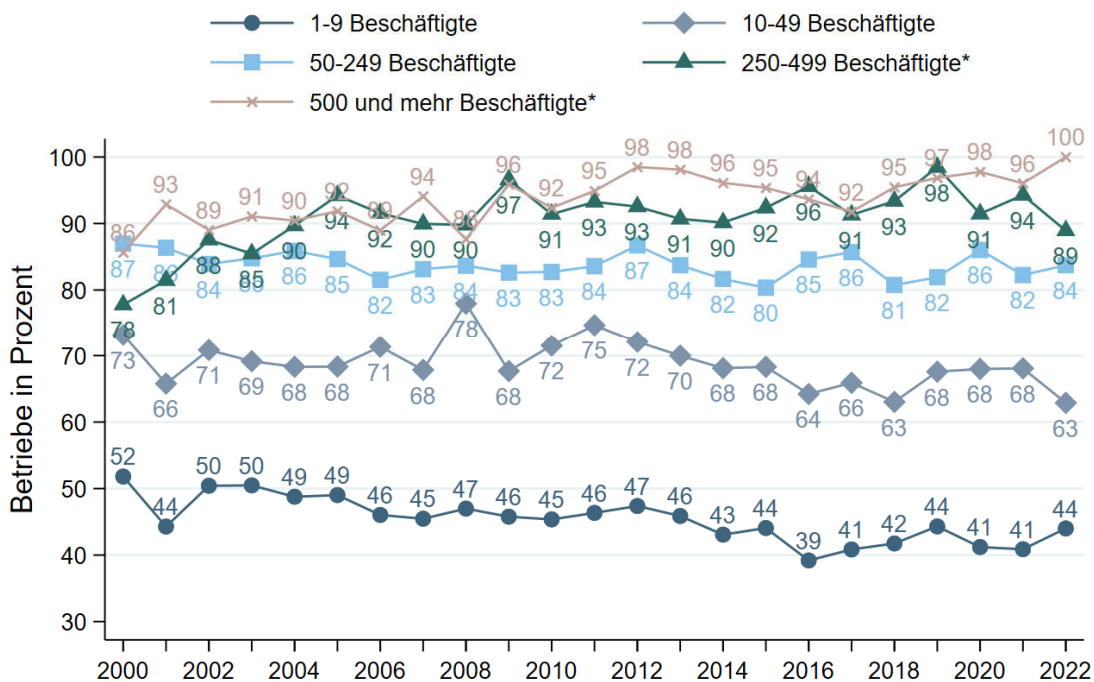 1-9 Beschäftigte
10-49 Beschäftigte
50-249 Beschäftigte
250-499 Beschäftigte*
500 und mehr Beschäftigte*
Betriebe in Prozent
100
90
80
70
60
50
40
30
86 93 89 91 90 92 89 94 96 92 95 98 98 96 95 94 92 95 97 98 96 100
78 81 88 85 90 94 92 90 90 97 91 93 93 91 90 92 96 91 93 98 91 94 89
87 84 86 85 82 83 84 83 83 84 87 84 82 80 85 86 81 82 86 82 84
73 66 71 69 68 68 71 68 78 68 72 75 72 70 68 68 64 66 63 68 68 68 63
52 44 50 50 49 49 46 45 47 46 45 46 47 46 43 44 39 41 42 44 41 41 44
2000 2002 2004 2006 2008 2010 2012 2014 2016 2018 2020 2022